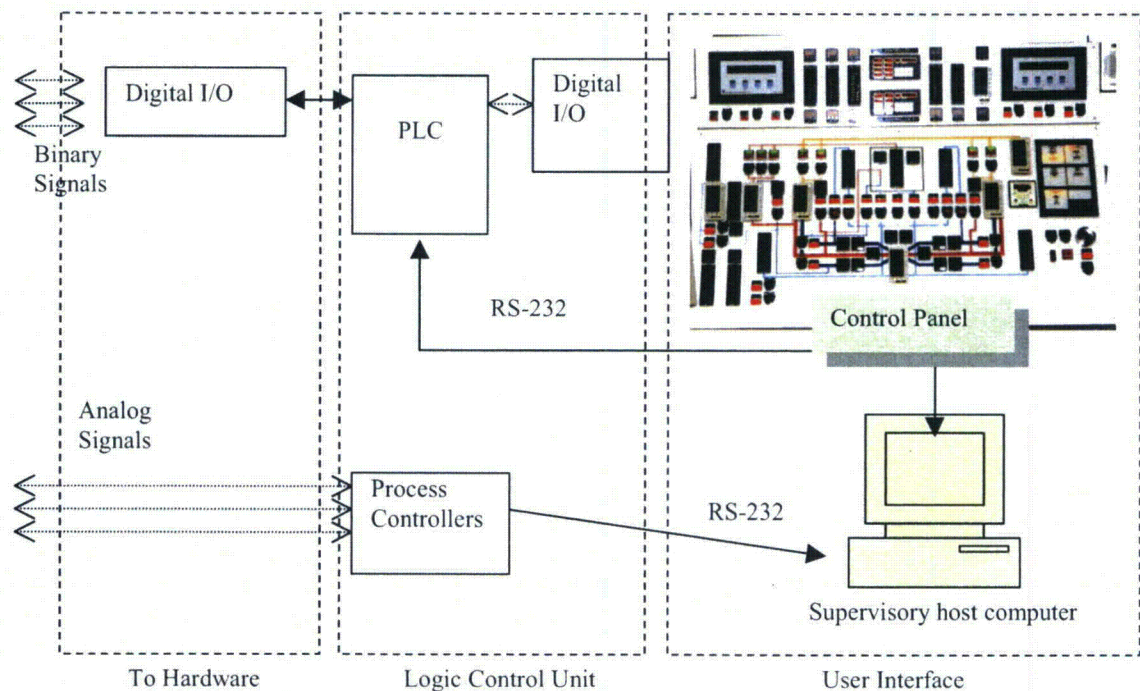 Digital I/O
PLC
Digital
I/O
Binary
Signals
RS-232
Control Panel
Analog
Signals
Process
Controllers
RS-232
Supervisory host computer
To Hardware
Logic Control Unit
User Interface